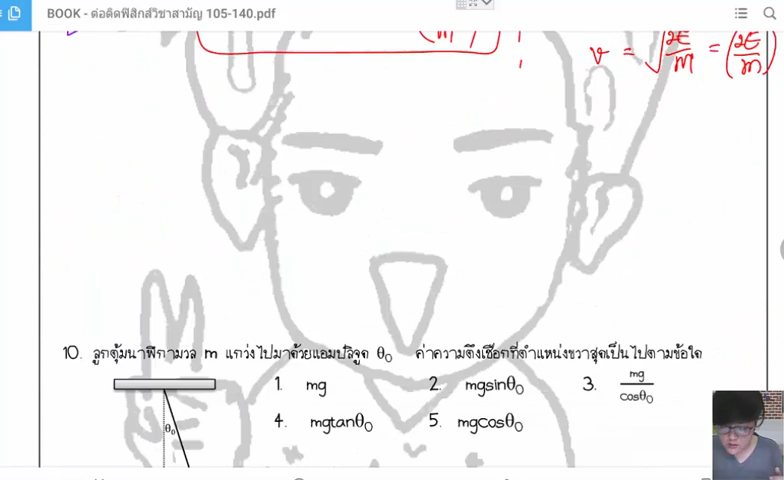 BOOK - ต่อติดฟิสิกส์วิชาสามัญ 105-140.pdf
v = √2E/m = (2E/m)
10. ลูกตุ้มนาฬิกามวล m แกว่งไปมาด้วยแอมปลิจูด θ₀ ค่าความตึงเชือกที่ตำแหน่งขวาสุดเป็นไปตามข้อใด
1. mg 2. mgsinθ₀ 3. mg/cosθ₀
4. mgtanθ₀ 5. mgcosθ₀
θ₀